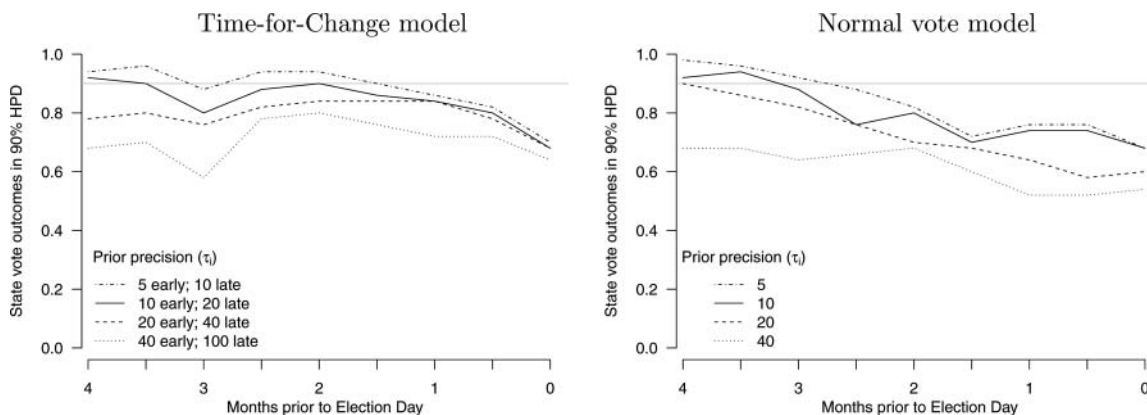 Time-for-Change model
State vote outcomes in 90% HPD
1.0
0.8
0.6
0.4
0.2
0.0
Prior precision (τᵢ)
5 early; 10 late
10 early; 20 late
20 early; 40 late
40 early; 100 late
4 3 2 1 0
Months prior to Election Day
Normal vote model
State vote outcomes in 90% HPD
1.0
0.8
0.6
0.4
0.2
0.0
Prior precision (τᵢ)
5
10
20
40
4 3 2 1 0
Months prior to Election Day